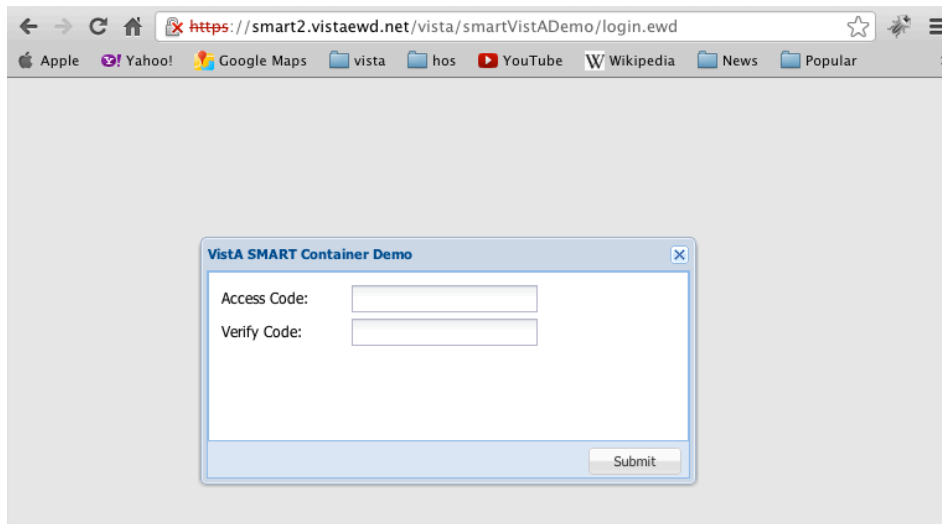 https://smart2.vistaewd.net/vista/smartVistADemo/login.ewd
Apple Yahoo! Google Maps vista hos YouTube W Wikipedia News Popular
VistA SMART Container Demo
Access Code:
Verify Code:
Submit